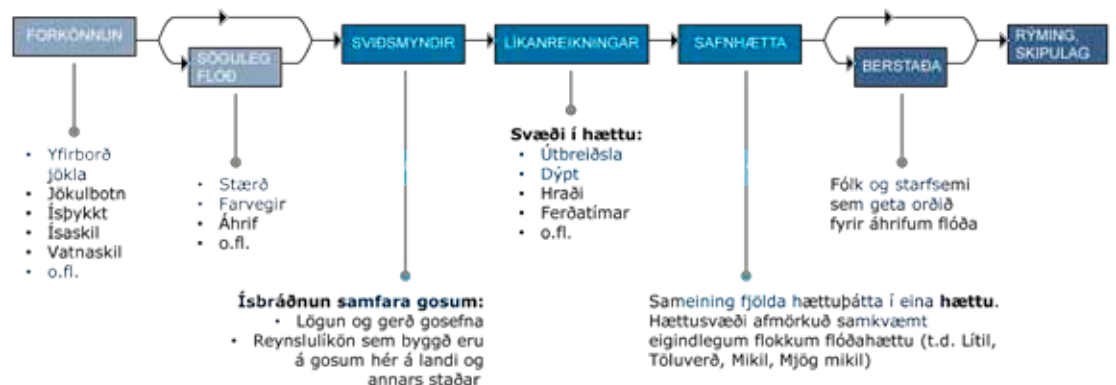 FORKÖNNUN
SÖGULEG
FLÓÐ
SVIÐSMYNDIR
LÍKANREIKNINGAR
SAFNHÆTTA
BERSTAÐA
RÝMING,
SKIPULAG
• Yfirborð
jökla
• Jökulbotn
• Ísþykkt
• Ísaskil
• Vatnaskil
• o.fl.
• Stærð
• Farvegir
• Áhrif
• o.fl.
Ísbráðnun samfara gosum:
• Lögun og gerð gosefna
• Reynslulíkön sem byggð eru
á gosum hér á landi og
annars staðar
Svæði í hættu:
• Útbreiðsla
• Dýpt
• Hraði
• Ferðatímar
• o.fl.
Sameining fjölda hættuþátta í eina hættu.
Hættusvæði afmörkuð samkvæmt
eigindlegum flokkum flóðahættu (t.d. Lítil,
Töluverð, Mikil, Mjög mikil)
Fólk og starfsemi
sem geta orðið
fyrir áhrifum flóða